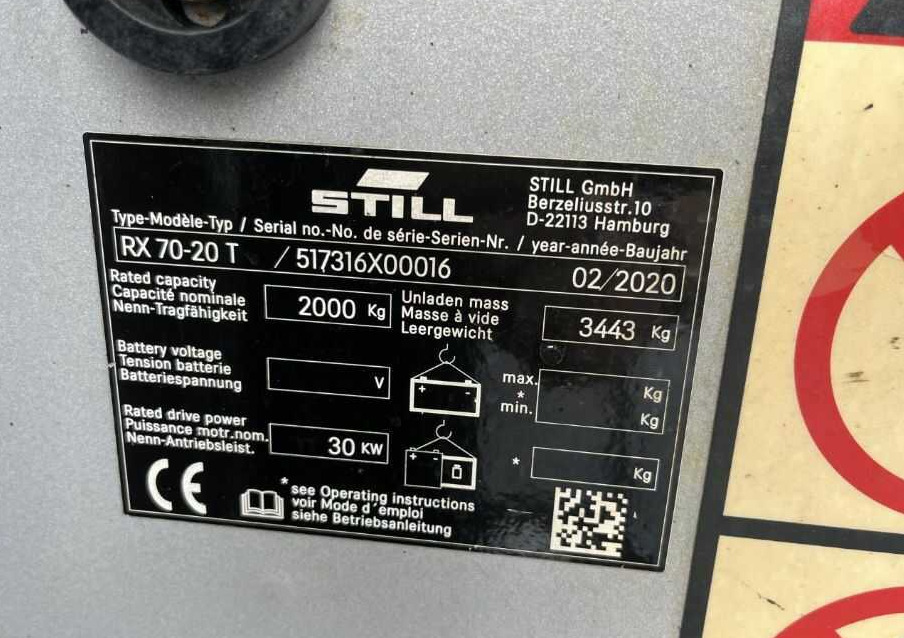 STILL
STILL GmbH
Berzeliusstr.10
D-22113 Hamburg
Type-Modèle-Typ / Serial no.-No. de série-Serien-Nr. / year-année-Baujahr
RX 70-20 T / 517316X00016 02/2020
Rated capacity
Capacité nominale
Nenn-Tragfähigkeit
2000 Kg
Unladen mass
Masse à vide
Leergewicht
3443 Kg
Battery voltage
Tension batterie
Batteriespannung
V
+ -
max.
*
min.
Kg
Kg
Rated drive power
Puissance motr.nom.
Nenn-Antriebsleist.
30 KW
+ -
*
Kg
CE
* see Operating instructions
voir Mode d'emploi
siehe Betriebsanleitung